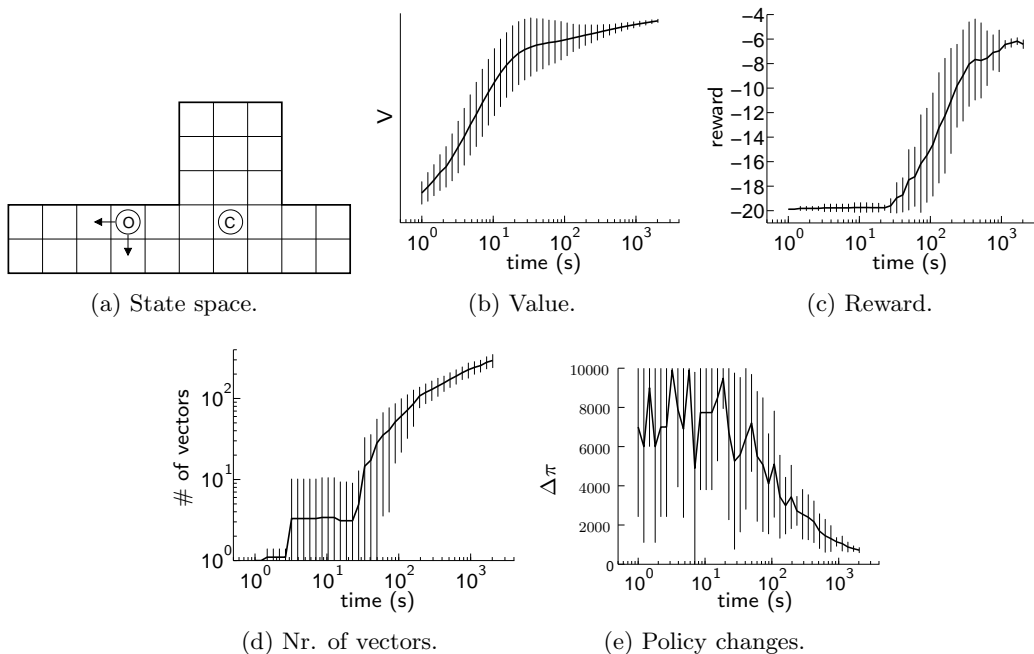 O
C
(a) State space.
V
10^0 10^1 10^2 10^3
time (s)
(b) Value.
reward
−4
−6
−8
−10
−12
−14
−16
−18
−20
10^0 10^1 10^2 10^3
time (s)
(c) Reward.
# of vectors
10^2
10^1
10^0
10^0 10^1 10^2 10^3
time (s)
(d) Nr. of vectors.
Δπ
10000
8000
6000
4000
2000
0
10^0 10^1 10^2 10^3
time (s)
(e) Policy changes.